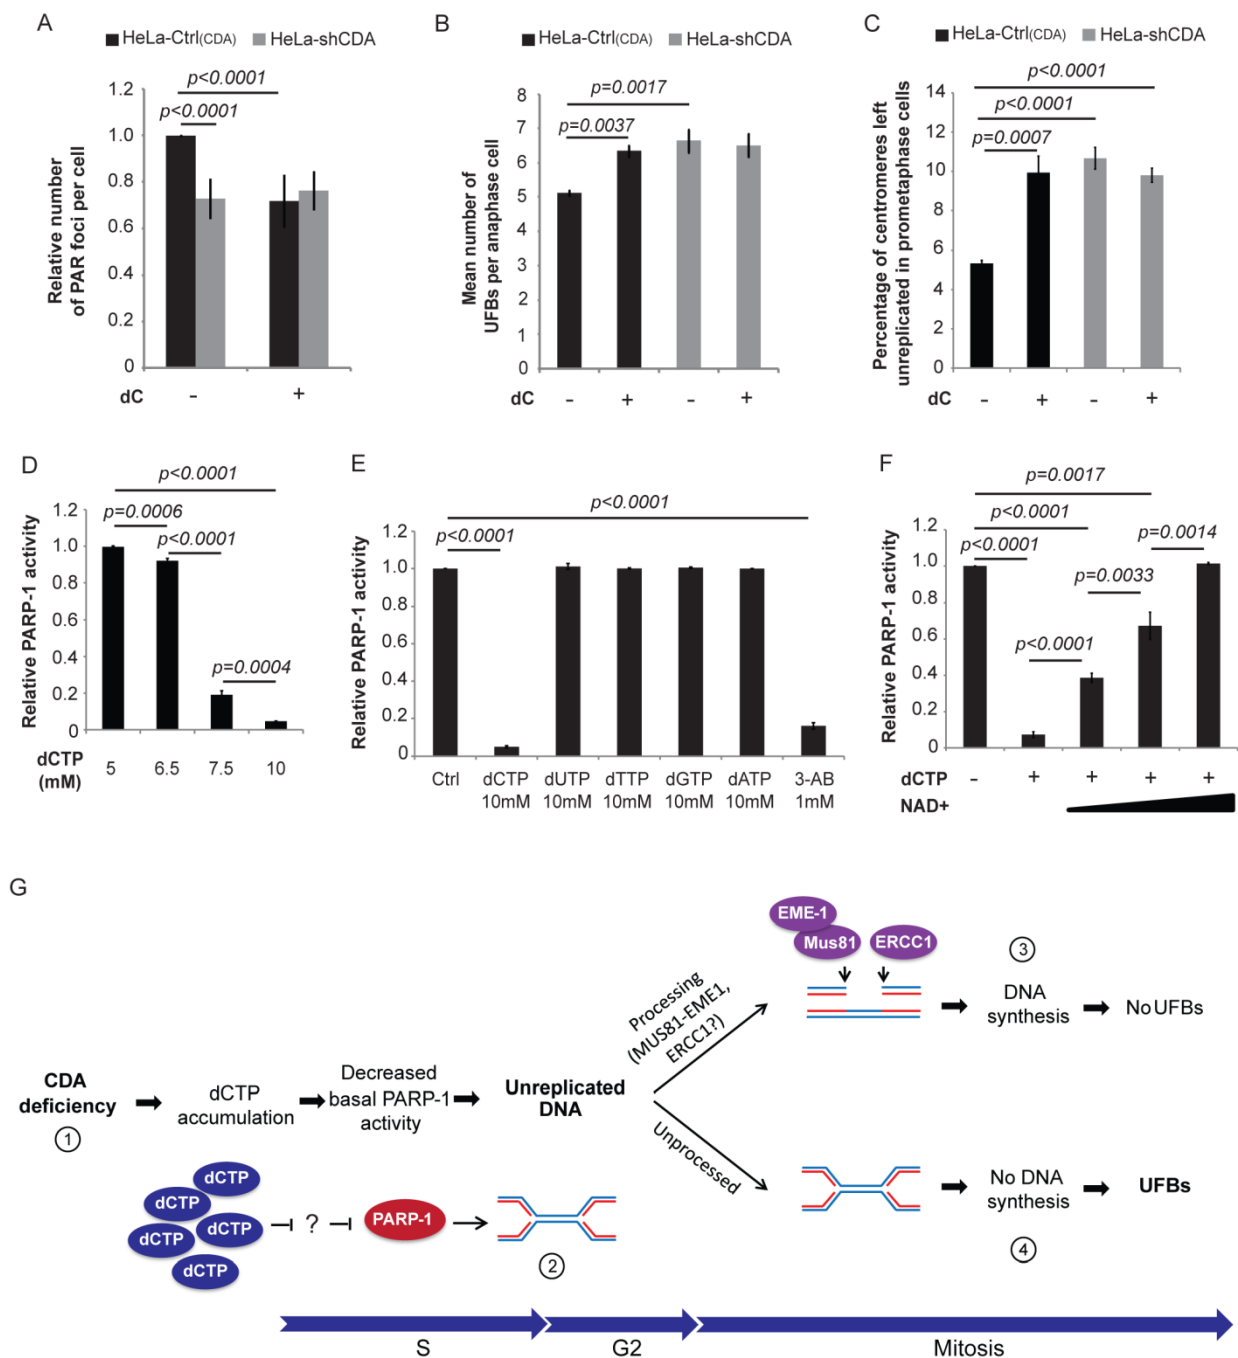 A
HeLa-Ctrl(CDA) HeLa-shCDA
p<0.0001
p<0.0001
Relative number
of PAR foci per cell
1.2
1.0
0.8
0.6
0.4
0.2
0
dC - +
B
HeLa-Ctrl(CDA) HeLa-shCDA
p=0.0017
p=0.0037
Mean number of
UFBs per anaphase cell
8
7
6
5
4
3
2
1
0
dC - + - +
C
HeLa-Ctrl(CDA) HeLa-shCDA
p<0.0001
p<0.0001
p=0.0007
Percentage of centromeres left
unreplicated in prometaphase cells
14
12
10
8
6
4
2
0
dC - + - +
D
p<0.0001
p=0.0006
p<0.0001
p=0.0004
Relative PARP-1 activity
1.2
1.0
0.8
0.6
0.4
0.2
0
dCTP
(mM)
5 6.5 7.5 10
E
p<0.0001
p<0.0001
Relative PARP-1 activity
1.2
1.0
0.8
0.6
0.4
0.2
0
Ctrl dCTP dUTP dTTP dGTP dATP 3-AB
10mM 10mM 10mM 10mM 10mM 1mM
F
p=0.0017
p<0.0001
p=0.0014
p<0.0001
p=0.0033
p<0.0001
Relative PARP-1 activity
1.2
1.0
0.8
0.6
0.4
0.2
0
dCTP - + + + +
NAD+
G
CDA
deficiency
1
dCTP
accumulation
Decreased
basal PARP-1
activity
Unreplicated
DNA
Processing
(MUS81-EME1,
ERCC1?)
Unprocessed
EME-1
Mus81
ERCC1
3
DNA
synthesis
No UFBs
dCTP
dCTP
dCTP
dCTP
dCTP
?
PARP-1
2
No DNA
synthesis
UFBs
4
S G2 Mitosis